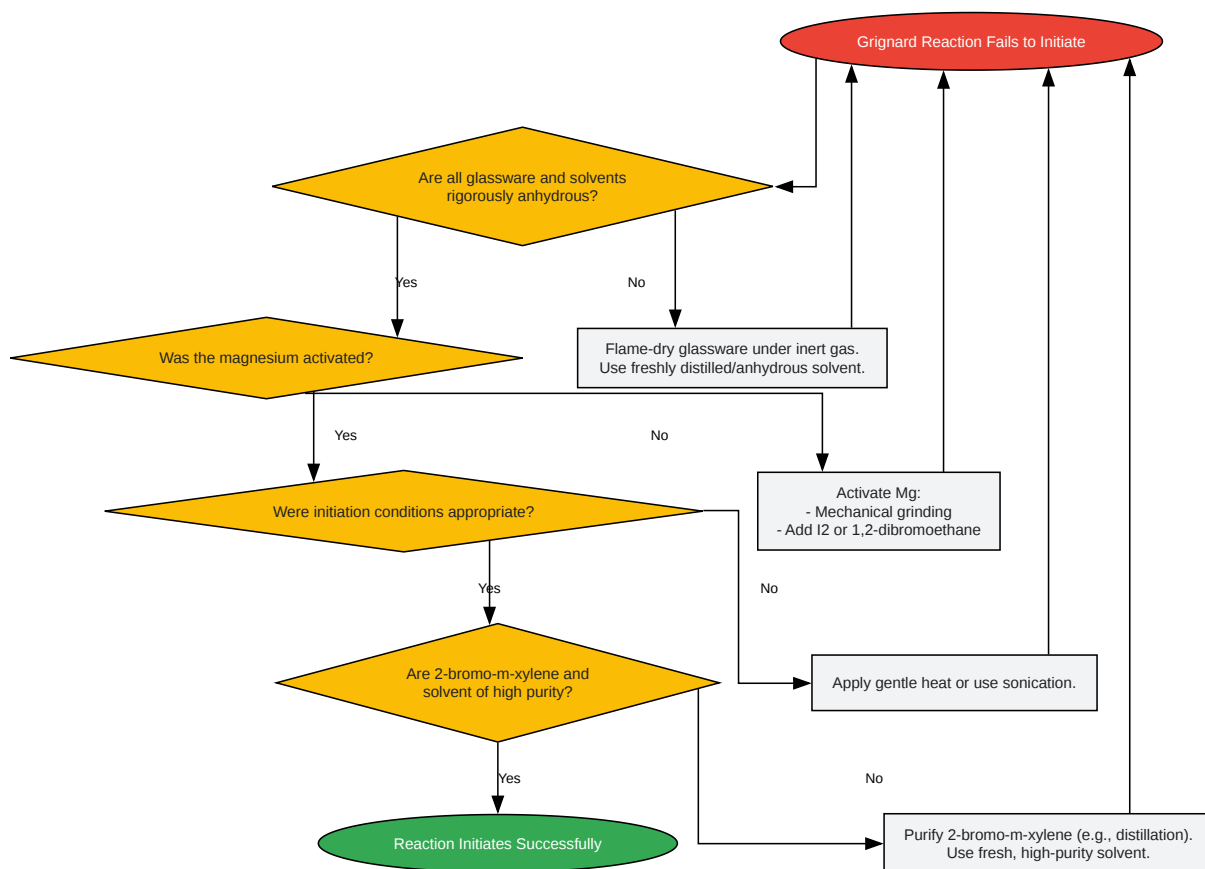 Grignard Reaction Fails to Initiate
Are all glassware and solvents
rigorously anhydrous?
Yes
No
Was the magnesium activated?
Flame-dry glassware under inert gas.
Use freshly distilled/anhydrous solvent.
Yes
No
Were initiation conditions appropriate?
Activate Mg:
- Mechanical grinding
- Add I2 or 1,2-dibromoethane
Yes
No
Are 2-bromo-m-xylene and
solvent of high purity?
Apply gentle heat or use sonication.
Yes
No
Reaction Initiates Successfully
Purify 2-bromo-m-xylene (e.g., distillation).
Use fresh, high-purity solvent.